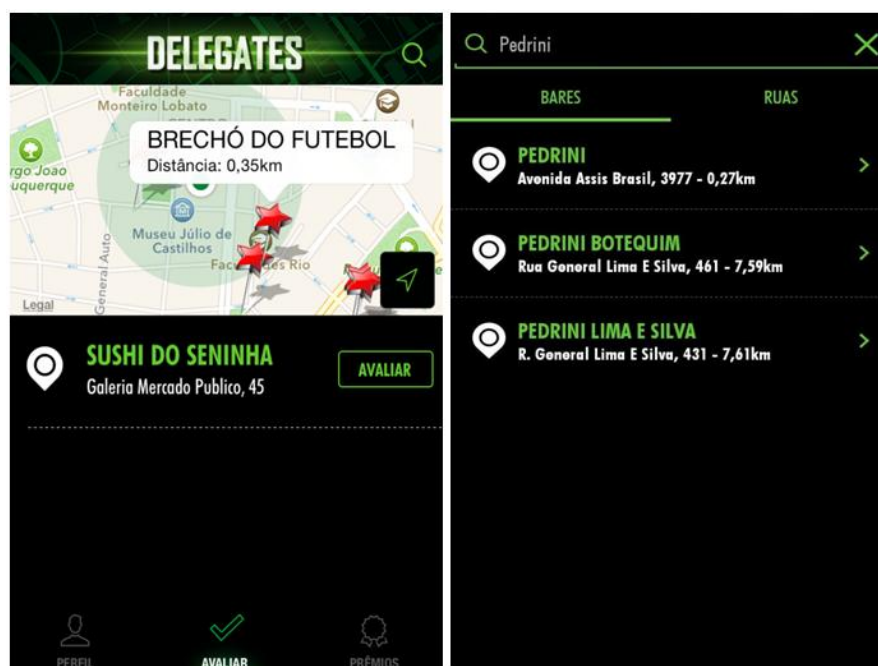 DELEGATES
Faculdade
Monteiro Lobato
BRECHÓ DO FUTEBOL
Distância: 0,35km
rgo Joao
uquerque
Museu Júlio de
Castilhos
General Auto
Rio
Legal
SUSHI DO SENINHA
Galeria Mercado Publico, 45
AVALIAR
PERFIL
AVALIAR
PRÊMIOS
Pedrini
BARES
RUAS
PEDRINI
Avenida Assis Brasil, 3977 - 0,27km
PEDRINI BOTEQUIM
Rua General Lima E Silva, 461 - 7,59km
PEDRINI LIMA E SILVA
R. General Lima E Silva, 431 - 7,61km